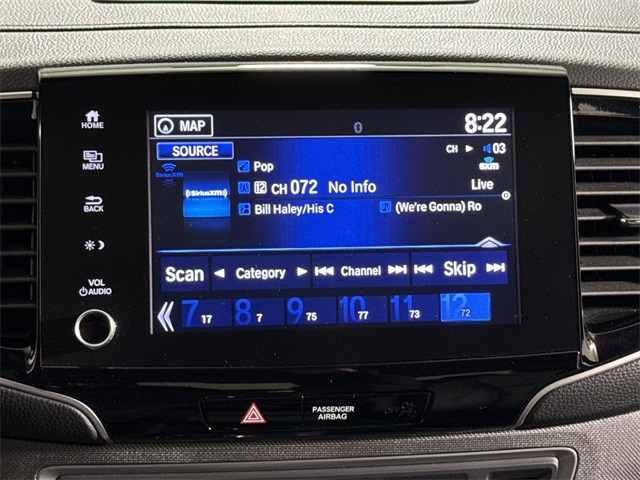 MAP
8:22
HOME
SOURCE
CH ▶ 03
SiriusXM
Pop
sxm
MENU
SiriusXM
12 CH 072 No Info
Live
BACK
Bill Haley/His C
(We're Gonna) Ro
Scan ◀ Category ▶ Channel Skip
VOL
AUDIO
7 17
8 7
9 75
10 77
11 73
12 72
PASSENGER
AIRBAG